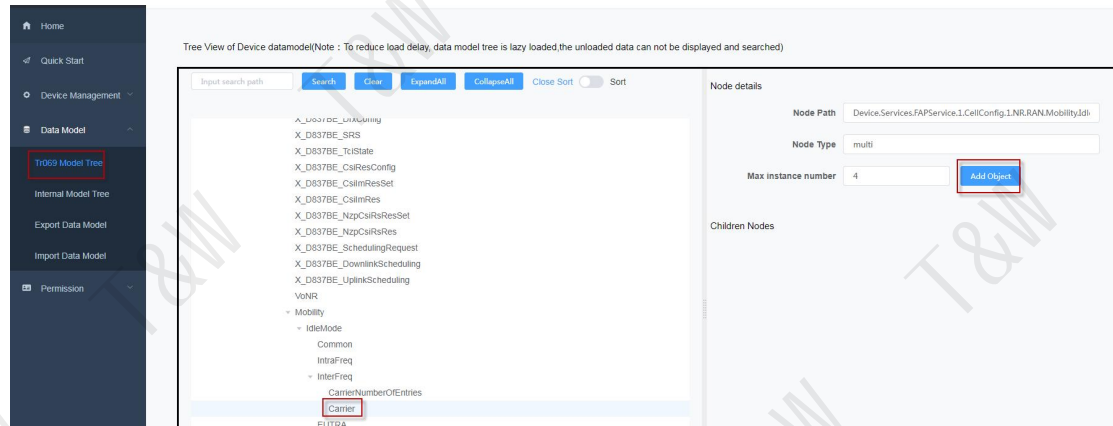 Home
Quick Start
Device Management
Data Model
Tr069 Model Tree
Internal Model Tree
Export Data Model
Import Data Model
Permission
Tree View of Device datamodel(Note : To reduce load delay, data model tree is lazy loaded,the unloaded data can not be displayed and searched)
Input search path Search Clear ExpandAll CollapseAll Close Sort Sort
X_D837BE_DrxConfig
X_D837BE_SRS
X_D837BE_TciState
X_D837BE_CsiResConfig
X_D837BE_CsiImResSet
X_D837BE_CsiImRes
X_D837BE_NzpCsiRsResSet
X_D837BE_NzpCsiRsRes
X_D837BE_SchedulingRequest
X_D837BE_DownlinkScheduling
X_D837BE_UplinkScheduling
VoNR
Mobility
IdleMode
Common
IntraFreq
InterFreq
CarrierNumberOfEntries
Carrier
EUTRA
Node details
Node Path Device.Services.FAPService.1.CellConfig.1.NR.RAN.Mobility.Idl
Node Type multi
Max instance number 4 Add Object
Children Nodes
T&W
T&W
T&W
T&W